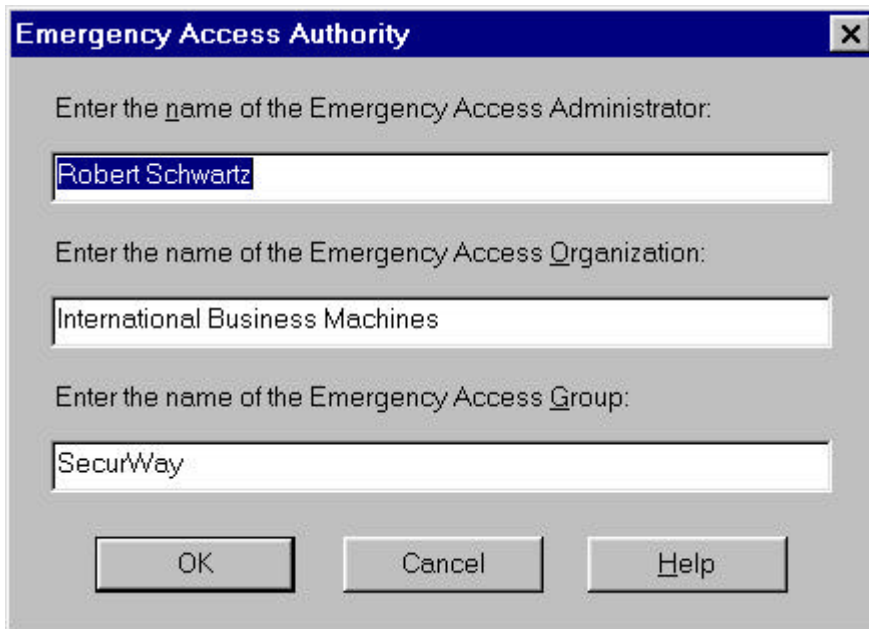 Emergency Access Authority
Enter the name of the Emergency Access Administrator:
Robert Schwartz
Enter the name of the Emergency Access Organization:
International Business Machines
Enter the name of the Emergency Access Group:
SecurWay
OK Cancel Help